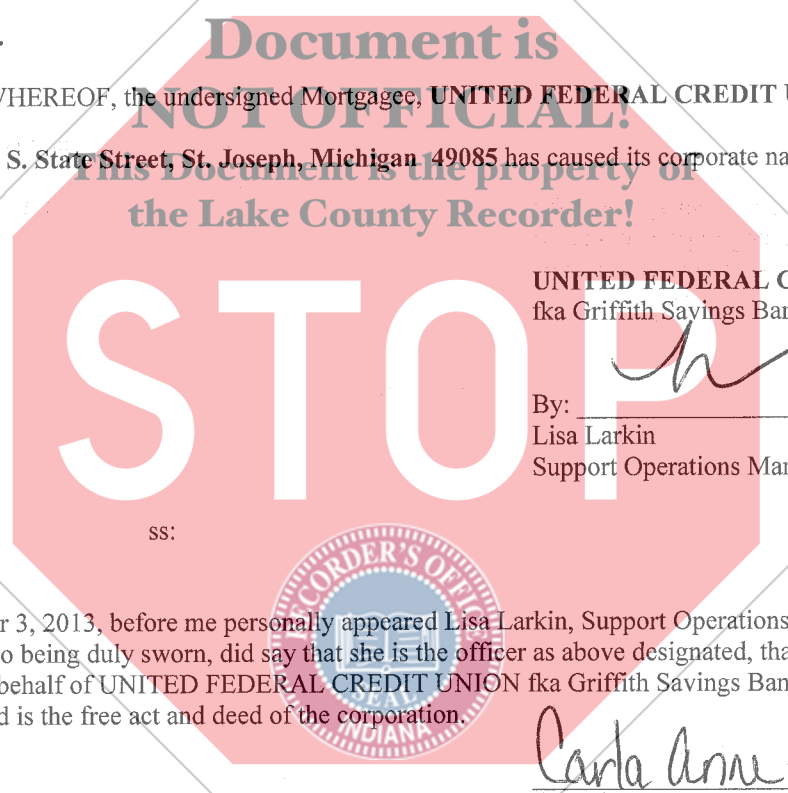 Document is
NOT OFFICIAL!
WHEREOF, the undersigned Mortgagee, UNITED FEDERAL CREDIT U
S. State Street, St. Joseph, Michigan 49085 has caused its corporate na
This Document is the property of
the Lake County Recorder!
UNITED FEDERAL C
fka Griffith Savings Ban
STOP
By:
Lisa Larkin
Support Operations Man
ss:
RECORDER'S OFFICE
r 3, 2013, before me personally appeared Lisa Larkin, Support Operations
o being duly sworn, did say that she is the officer as above designated, tha
behalf of UNITED FEDERAL CREDIT UNION fka Griffith Savings Ban
SEAL
d is the free act and deed of the corporation.
INDIANA
Carla Anne